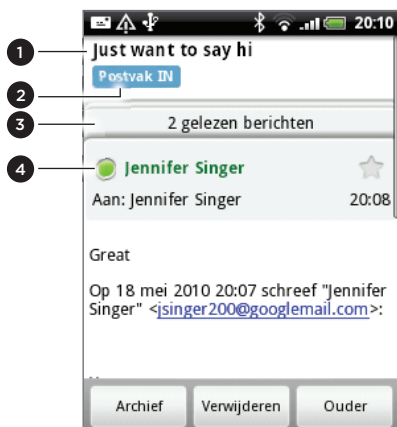 20:10
1
Just want to say hi
Postvak IN
2
3
2 gelezen berichten
4
Jennifer Singer
Aan: Jennifer Singer 20:08
Great
Op 18 mei 2010 20:07 schreef "Jennifer
Singer" <jsinger200@googlemail.com>:
Archief Verwijderen Ouder